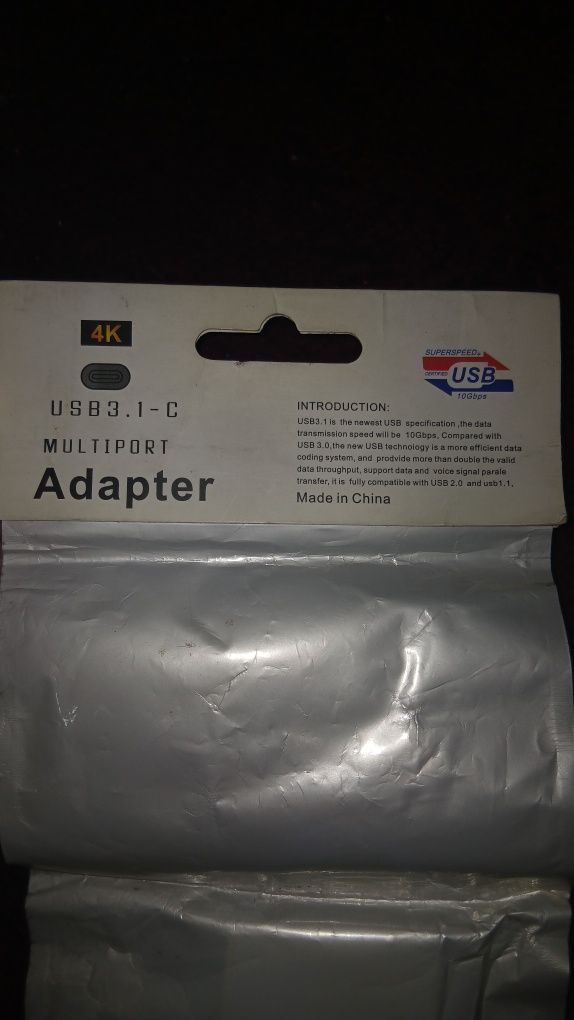 4K
USB3.1-C
MULTIPORT
Adapter
INTRODUCTION:
USB3.1 is the newest USB specification ,the data
transmission speed will be 10Gbps, Compared with
USB 3.0,the new USB technology is a more efficient data
coding system, and prodvide more than double the valid
data throughput, support data and voice signal parale
transfer, it is fully compatible with USB 2.0 and usb1.1.
Made in China
SUPERSPEED+
CERTIFIED USB
10Gbps